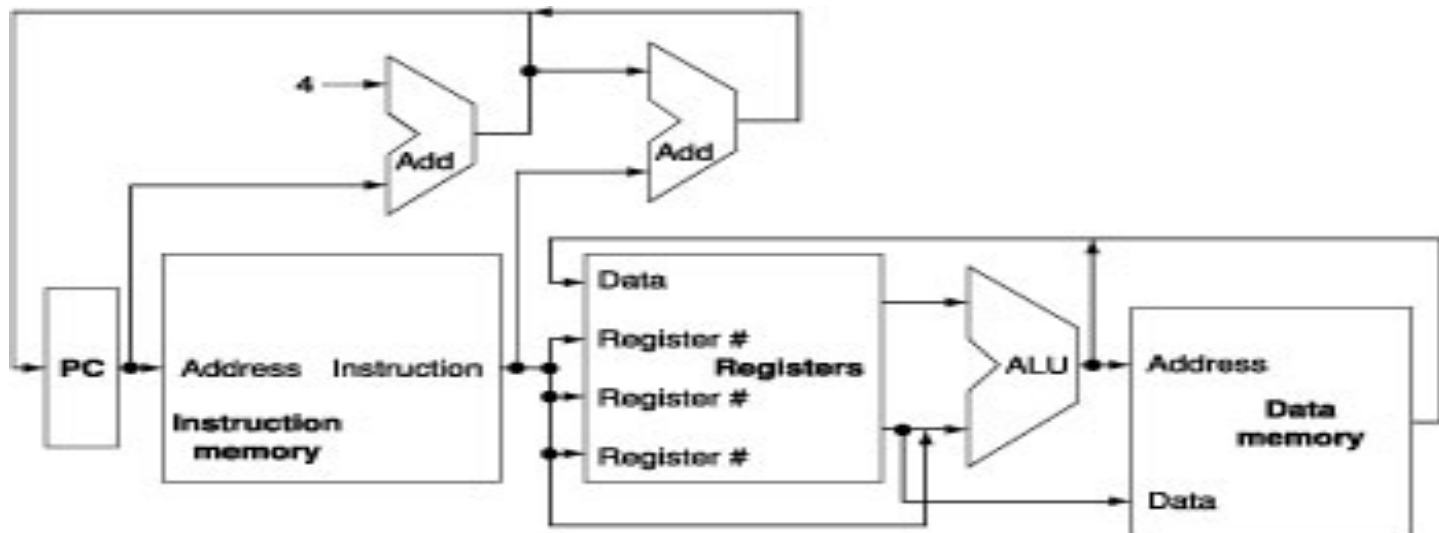 4
Add
Add
Data
Register #
Registers
ALU
PC
Address
Instruction
Address
Register #
Instruction
memory
Data
memory
Register #
Data